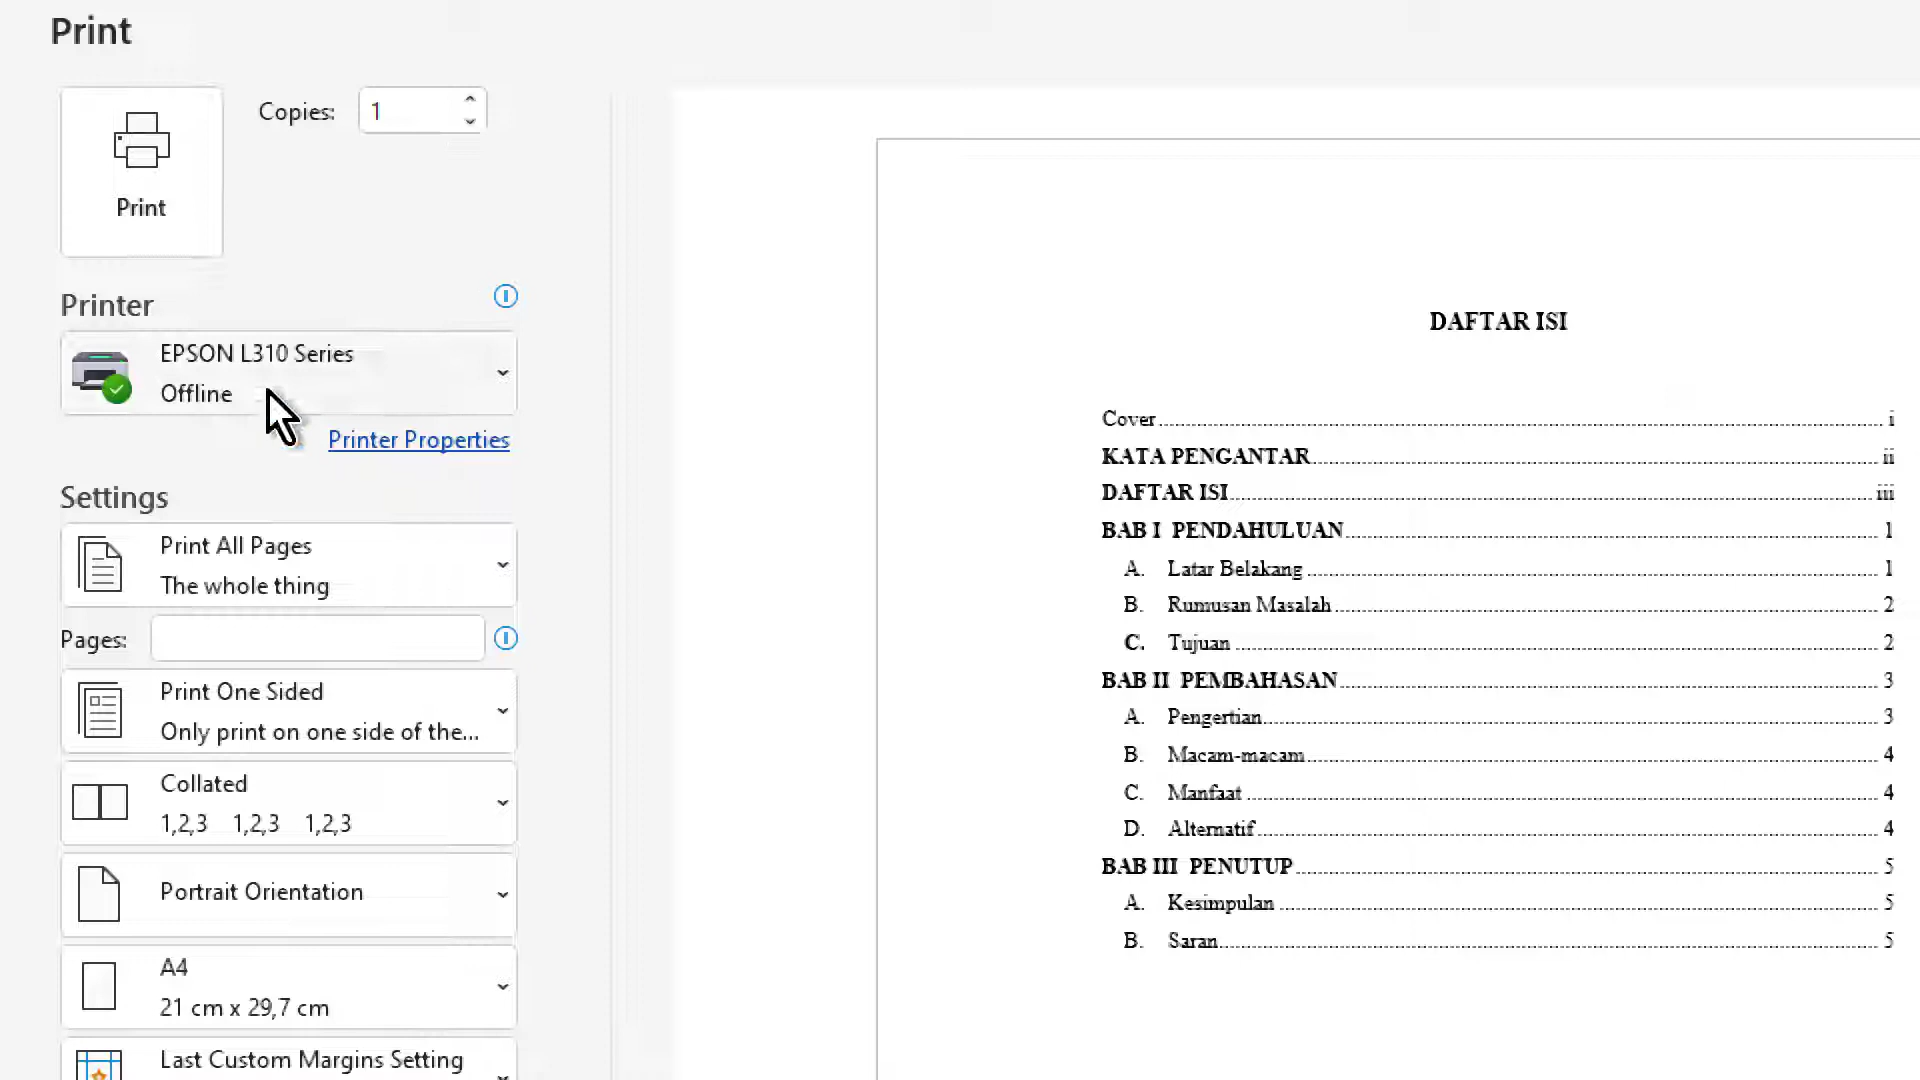 Print
Copies: 1
Print
Printer
EPSON L310 Series
Offline
Printer Properties
Settings
Print All Pages
The whole thing
Pages:
Print One Sided
Only print on one side of the...
Collated
1,2,3 1,2,3 1,2,3
Portrait Orientation
A4
21 cm x 29,7 cm
Last Custom Margins Setting
DAFTAR ISI
Cover i
KATA PENGANTAR ii
DAFTAR ISI iii
BAB I PENDAHULUAN 1
A. Latar Belakang 1
B. Rumusan Masalah 2
C. Tujuan 2
BAB II PEMBAHASAN 3
A. Pengertian 3
B. Macam-macam 4
C. Manfaat 4
D. Alternatif 4
BAB III PENUTUP 5
A. Kesimpulan 5
B. Saran 5